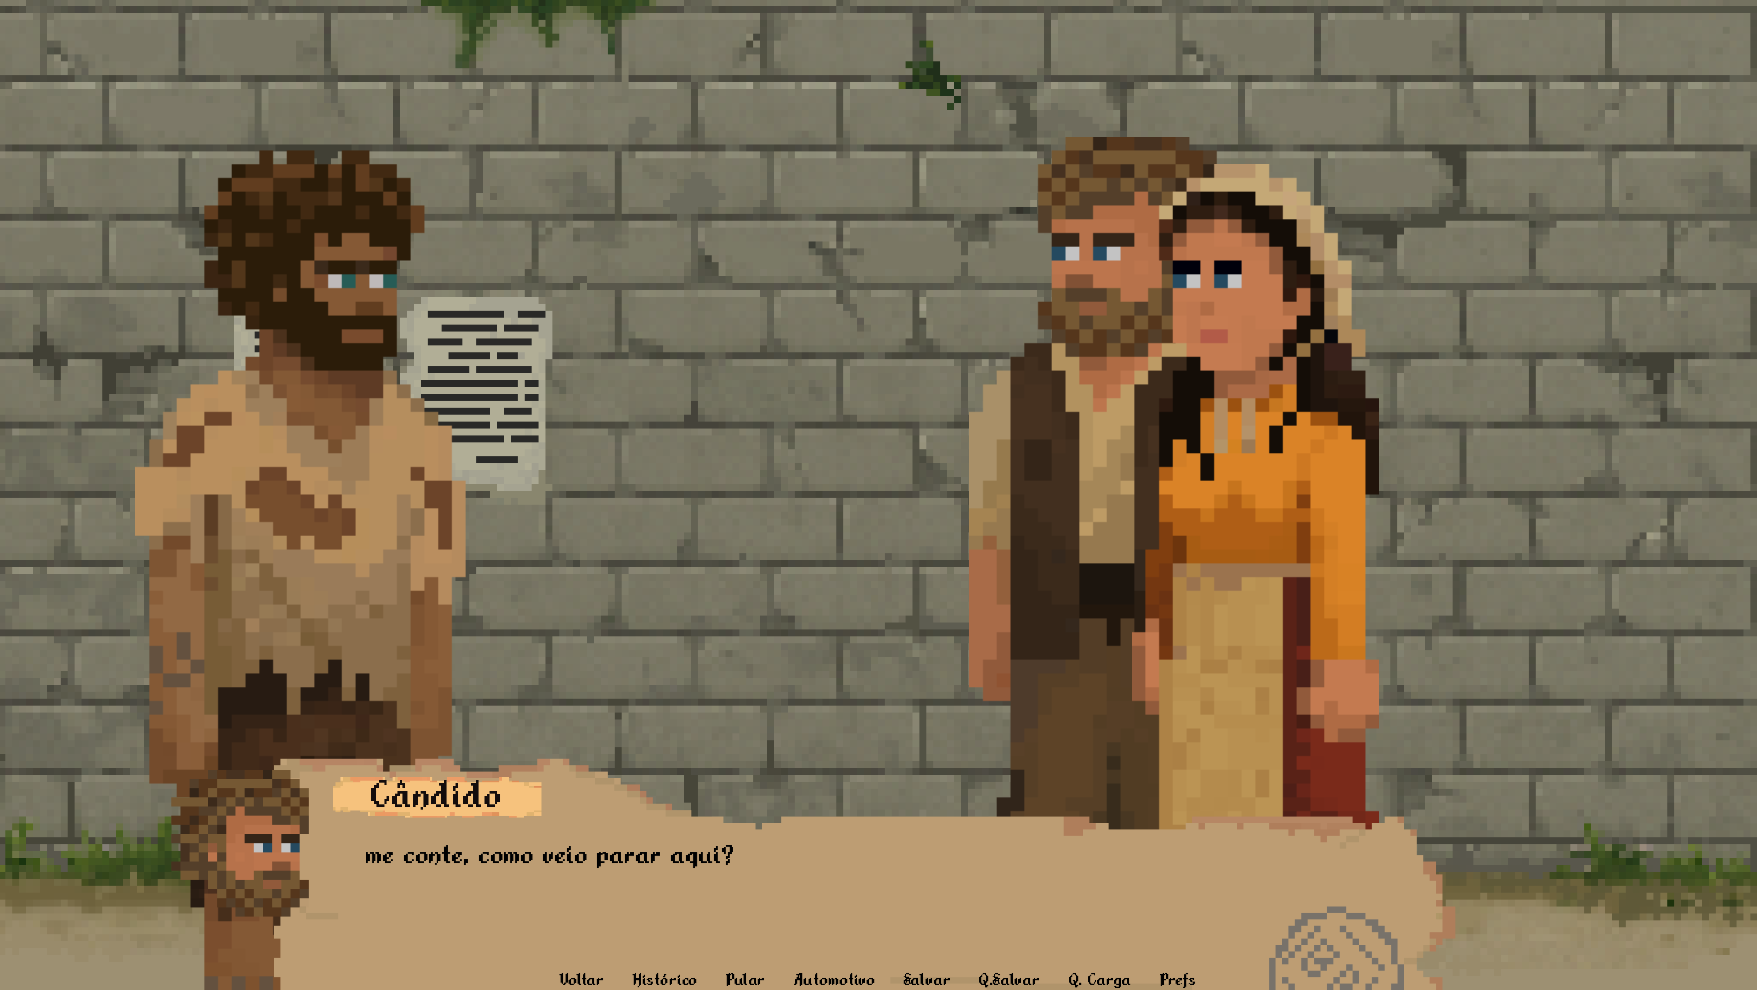 Cândido
me conte, como veio parar aqui?
Voltar Histórico Pular Automotivo Salvar Q.Salvar Q. Carga Prefs